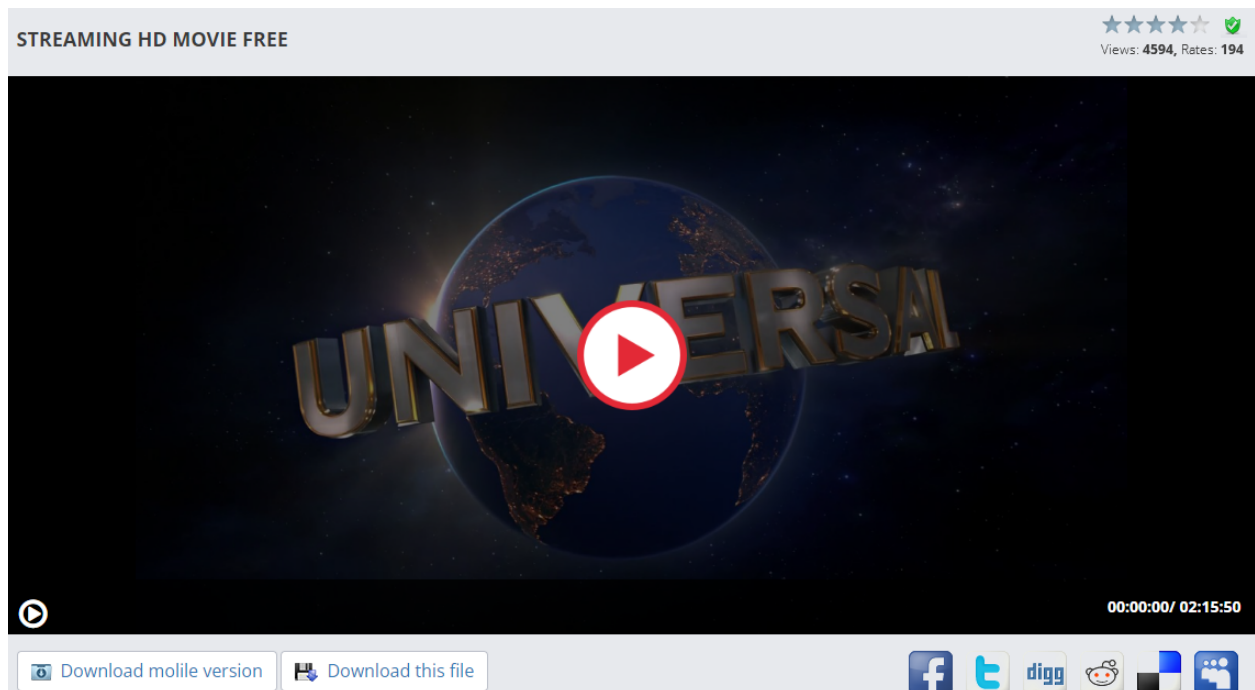 STREAMING HD MOVIE FREE
Views: 4594, Rates: 194
UNIVERSAL
00:00:00/ 02:15:50
Download molile version
Download this file
digg